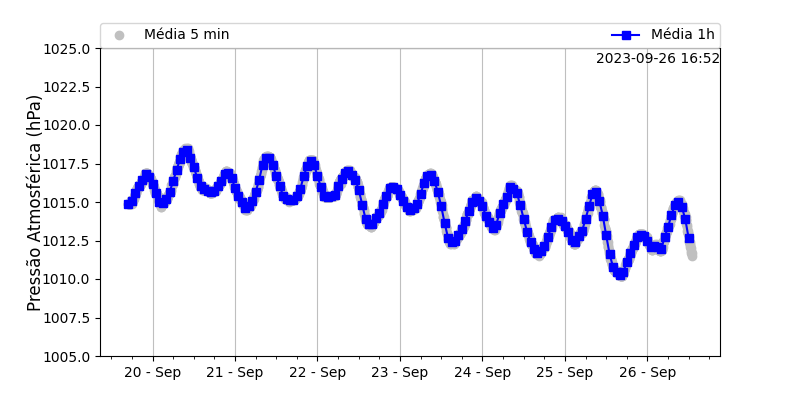 Média 5 min
Média 1h
2023-09-26 16:52
Pressão Atmosférica (hPa)
1025.0
1022.5
1020.0
1017.5
1015.0
1012.5
1010.0
1007.5
1005.0
20 - Sep
21 - Sep
22 - Sep
23 - Sep
24 - Sep
25 - Sep
26 - Sep